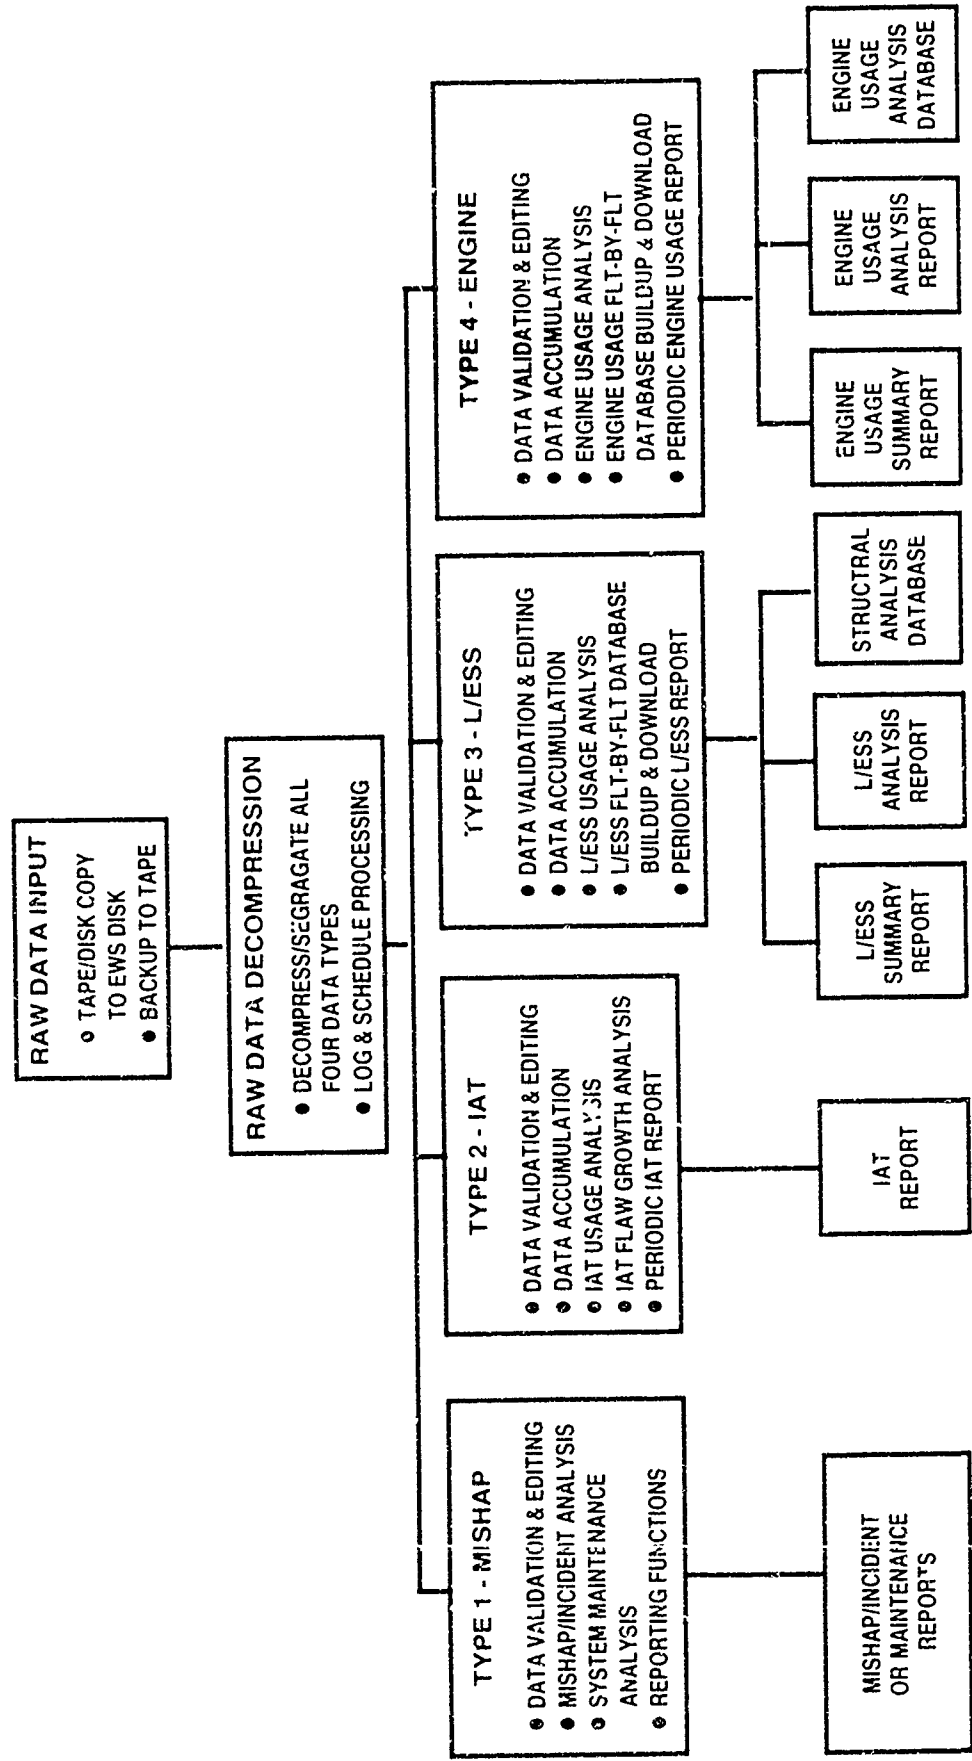 RAW DATA INPUT
● TAPE/DISK COPY
TO EWS DISK
● BACKUP TO TAPE
RAW DATA DECOMPRESSION
● DECOMPRESS/SEGRAGATE ALL
FOUR DATA TYPES
● LOG & SCHEDULE PROCESSING
TYPE 1 - MISHAP
● DATA VALIDATION & EDITING
● MISHAP/INCIDENT ANALYSIS
● SYSTEM MAINTENANCE
ANALYSIS
● REPORTING FUNCTIONS
TYPE 2 - IAT
● DATA VALIDATION & EDITING
● DATA ACCUMULATION
● IAT USAGE ANALYSIS
● IAT FLAW GROWTH ANALYSIS
● PERIODIC IAT REPORT
TYPE 3 - L/ESS
● DATA VALIDATION & EDITING
● DATA ACCUMULATION
● L/ESS USAGE ANALYSIS
● L/ESS FLT-BY-FLT DATABASE
BUILDUP & DOWNLOAD
● PERIODIC L/ESS REPORT
TYPE 4 - ENGINE
● DATA VALIDATION & EDITING
● DATA ACCUMULATION
● ENGINE USAGE ANALYSIS
● ENGINE USAGE FLT-BY-FLT
DATABASE BUILDUP & DOWNLOAD
● PERIODIC ENGINE USAGE REPORT
MISHAP/INCIDENT
OR MAINTENANCE
REPORTS
IAT
REPORT
L/ESS
SUMMARY
REPORT
L/ESS
ANALYSIS
REPORT
STRUCTRAL
ANALYSIS
DATABASE
ENGINE
USAGE
SUMMARY
REPORT
ENGINE
USAGE
ANALYSIS
REPORT
ENGINE
USAGE
ANALYSIS
DATABASE